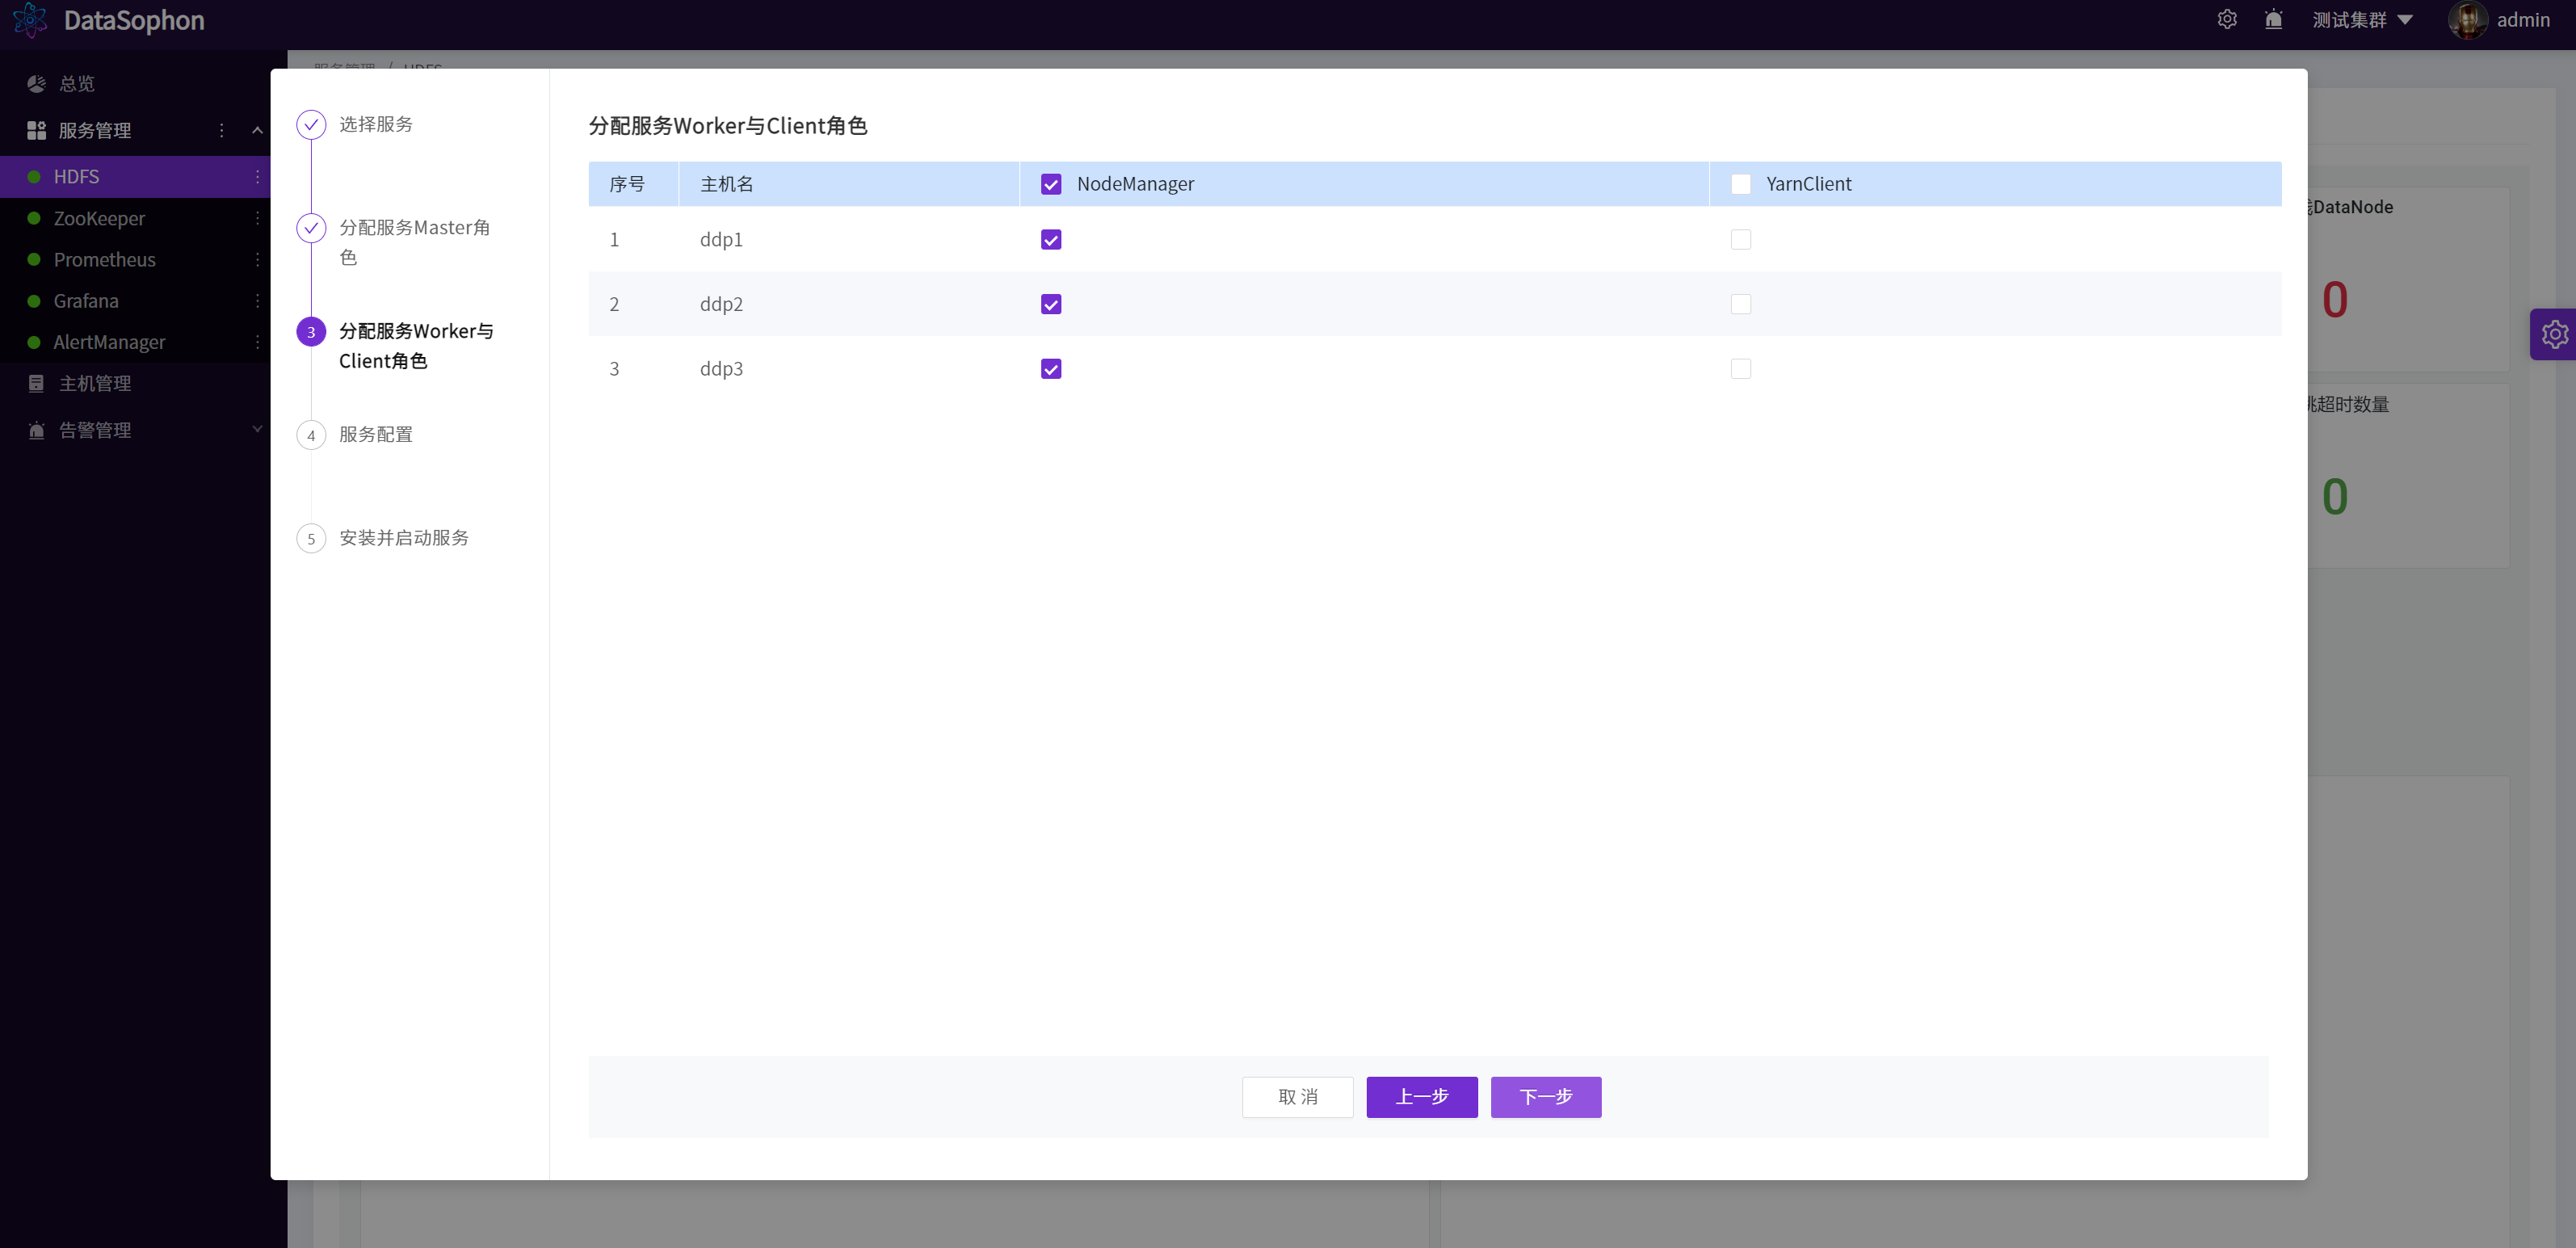 DataSophon
测试集群
admin
总览
服务管理
HDFS
ZooKeeper
Prometheus
Grafana
AlertManager
主机管理
告警管理
选择服务
分配服务Master角
色
3
分配服务Worker与
Client角色
4
服务配置
5
安装并启动服务
分配服务Worker与Client角色
序号 主机名 NodeManager YarnClient
1 ddp1
2 ddp2
3 ddp3
取 消 上一步 下一步
DataNode
0
超时数量
0